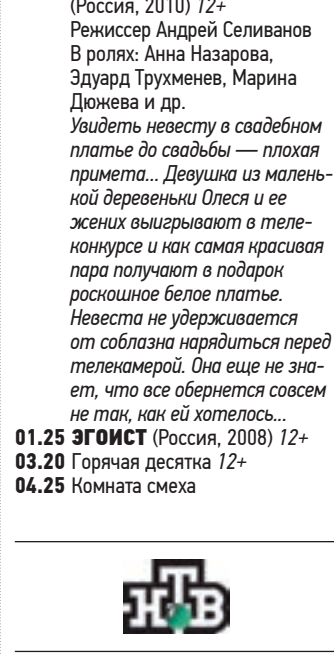 (Россия, 2010) 12+
Режиссер Андрей Селиванов
В ролях: Анна Назарова,
Эдуард Трухменев, Марина
Дюжева и др.
Увидеть невесту в свадебном
платье до свадьбы — плохая
примета... Девушка из малень-
кой деревеньки Олеся и ее
жених выигрывают в теле-
конкурсе и как самая красивая
пара получают в подарок
роскошное белое платье.
Невеста не удерживается
от соблазна нарядиться перед
телекамерой. Она еще не зна-
ет, что все обернется совсем
не так, как ей хотелось...
01.25 ЭГОИСТ (Россия, 2008) 12+
03.20 Горячая десятка 12+
04.25 Комната смеха
НТВ